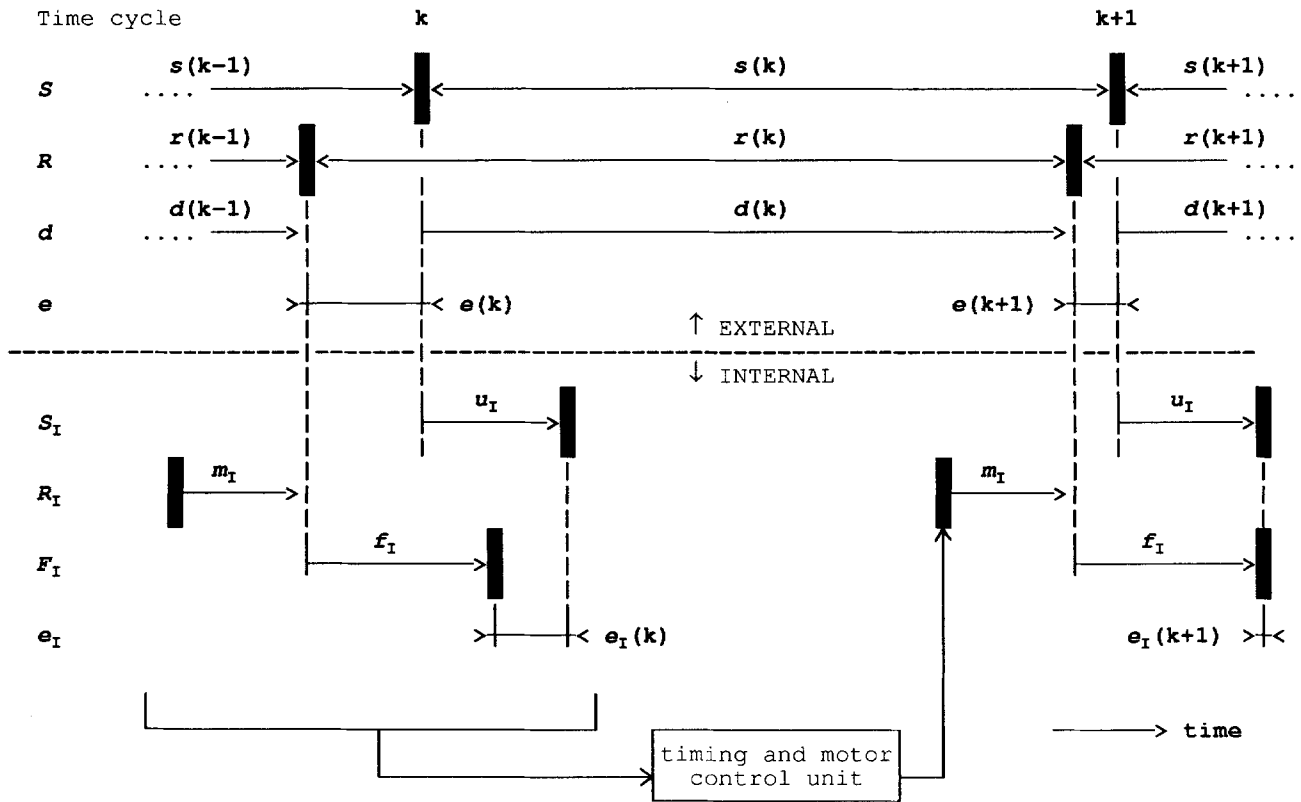 Time cycle k k+1
s(k-1) s(k) s(k+1)
S .... ....
r(k-1) r(k) r(k+1)
R .... ....
d(k-1) d(k) d(k+1)
d .... ....
e e(k) e(k+1)
↑ EXTERNAL
↓ INTERNAL
S_I u_I u_I
R_I m_I m_I
F_I f_I f_I
e_I e_I(k) e_I(k+1)
time
timing and motor
control unit